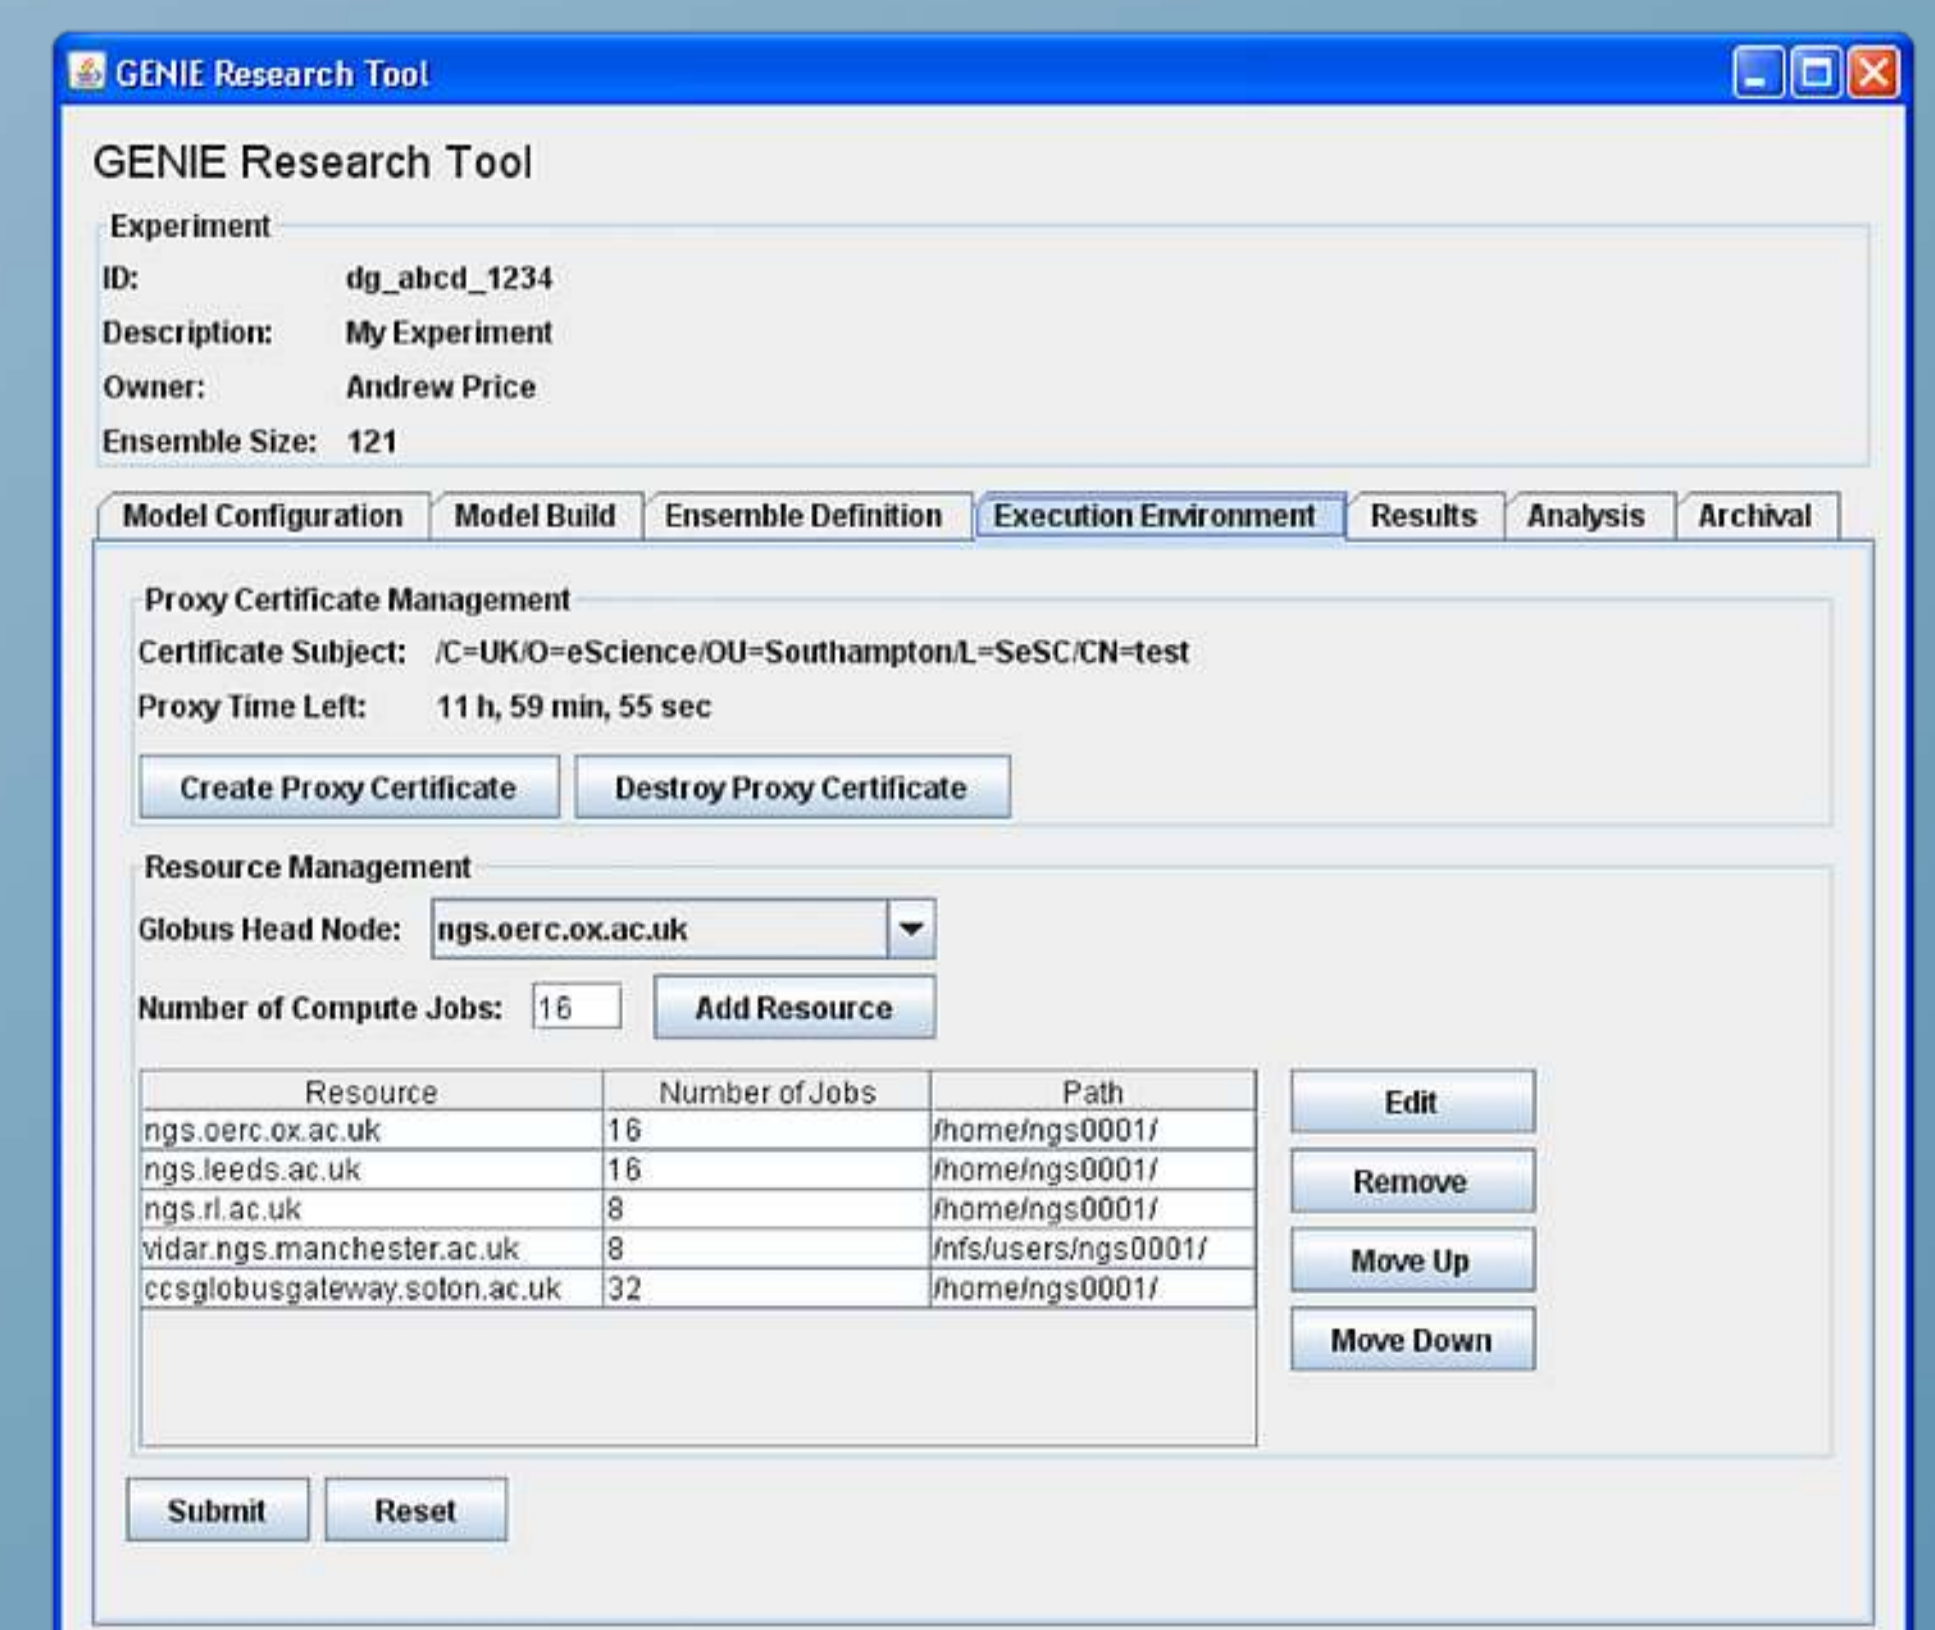 GENIE Research Tool
GENIE Research Tool
Experiment
ID: dg_abcd_1234
Description: My Experiment
Owner: Andrew Price
Ensemble Size: 121
Model Configuration Model Build Ensemble Definition Execution Environment Results Analysis Archival
Proxy Certificate Management
Certificate Subject: /C=UK/O=eScience/OU=Southampton/L=SeSC/CN=test
Proxy Time Left: 11 h, 59 min, 55 sec
Create Proxy Certificate Destroy Proxy Certificate
Resource Management
Globus Head Node: ngs.oerc.ox.ac.uk
Number of Compute Jobs: 16 Add Resource
Resource Number of Jobs Path
ngs.oerc.ox.ac.uk 16 /home/ngs0001/
ngs.leeds.ac.uk 16 /home/ngs0001/
ngs.rl.ac.uk 8 /home/ngs0001/
vidar.ngs.manchester.ac.uk 8 /nfs/users/ngs0001/
ccsglobusgateway.soton.ac.uk 32 /home/ngs0001/
Edit
Remove
Move Up
Move Down
Submit Reset